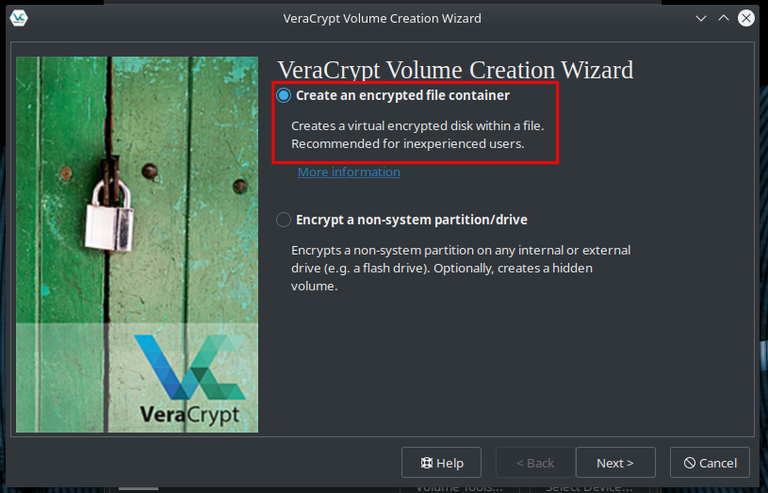 VeraCrypt Volume Creation Wizard
VeraCrypt Volume Creation Wizard
Create an encrypted file container
Creates a virtual encrypted disk within a file.
Recommended for inexperienced users.
More information
Encrypt a non-system partition/drive
Encrypts a non-system partition on any internal or external
drive (e.g. a flash drive). Optionally, creates a hidden
volume.
VeraCrypt
Help
< Back
Next >
Cancel
Volume Tools...
Select Device...